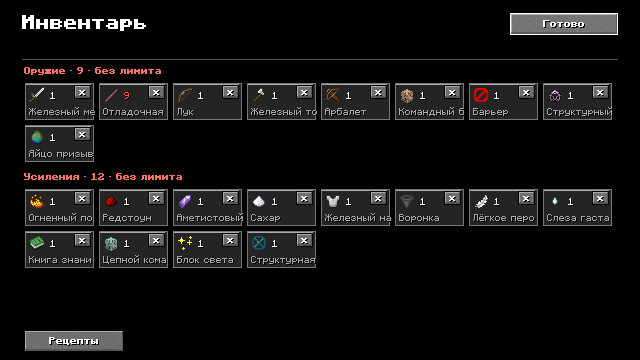 Инвентарь
Готово
Оружие · 9 · без лимита
1 9 1 1 1 1 1 1
Железный ме Отладочная Лук Железный то Арбалет Командный б Барьер Структурный
1
Яйцо призыв
Усиления · 12 · без лимита
1 1 1 1 1 1 1 1
Огненный по Редстоун Аметистовый Сахар Железный на Воронка Лёгкое перо Слеза гаста
1 1 1 1
Книга знани Цепной кома Блок света Структурная
Рецепты